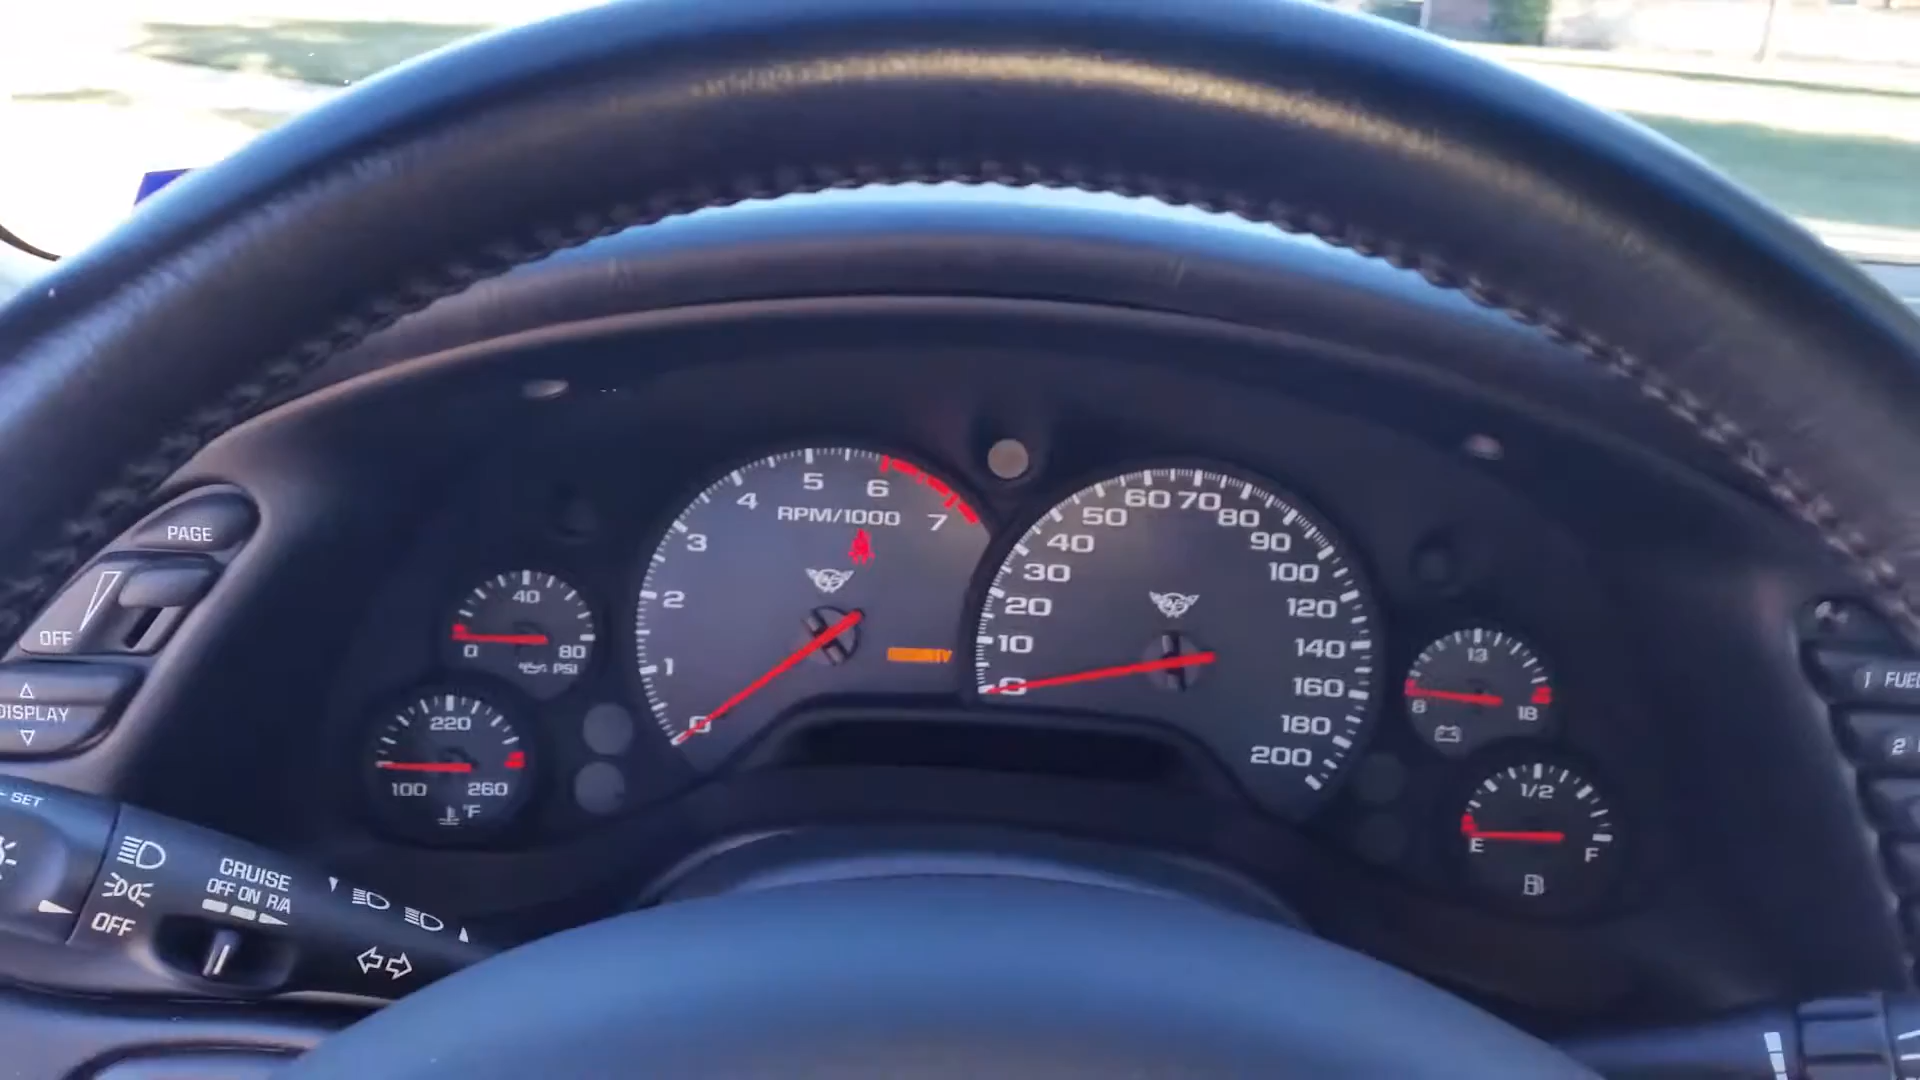 PAGE
OFF
DISPLAY
SET
OFF
CRUISE
OFF ON R/A
40
0 80
PSI
220
100 260
°F
0 1 2 3 4 5 6 7
RPM/1000
0 10 20 30 40 50 60 70 80 90 100 120 140 160 180 200
13
8 18
1/2
E F
1 FUEL
2